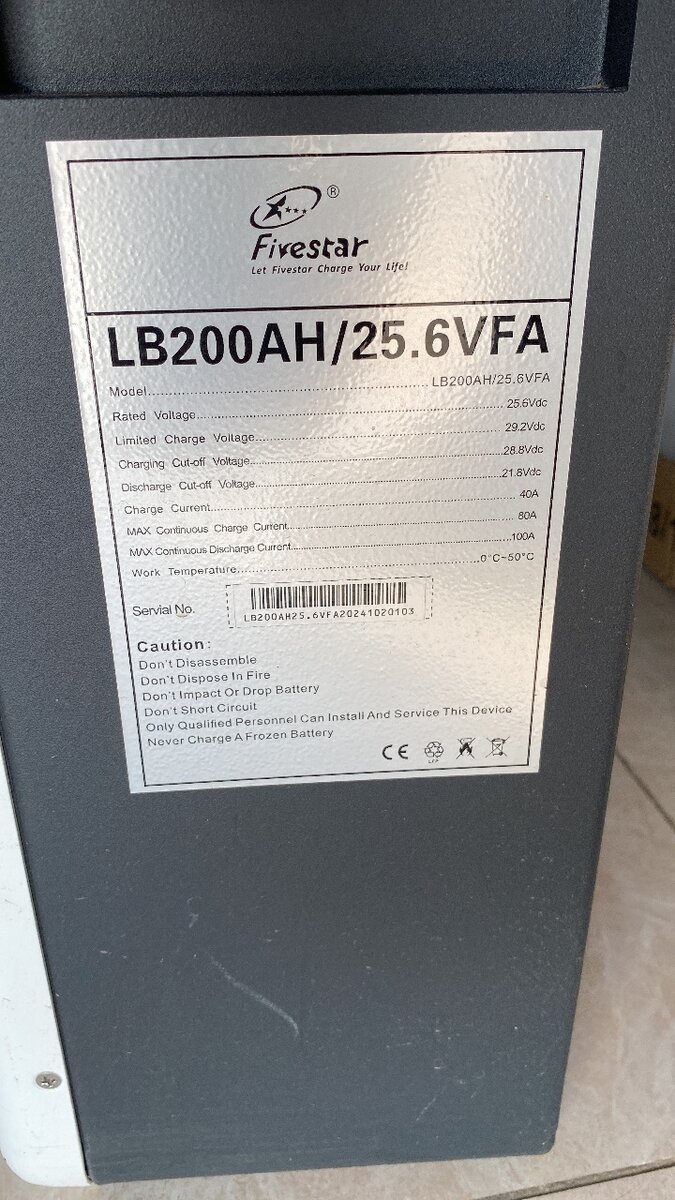 ®
Fivestar
Let Fivestar Charge Your Life!
LB200AH/25.6VFA
Model.......................................................LB200AH/25.6VFA
Rated Voltage.......................................................25.6Vdc
Limited Charge Voltage.......................................................29.2Vdc
Charging Cut-off Voltage.......................................................28.8Vdc
Discharge Cut-off Voltage.......................................................21.8Vdc
Charge Current.......................................................40A
MAX Continuous Charge Current.......................................................80A
MAX Continuous Discharge Current.......................................................100A
Work Temperature.......................................................0°C~50°C
Servial No.
LB200AH25.6VFA20241020103
Caution:
Don't Disassemble
Don't Dispose In Fire
Don't Impact Or Drop Battery
Don't Short Circuit
Only Qualified Personnel Can Install And Service This Device
Never Charge A Frozen Battery
CE
LFP